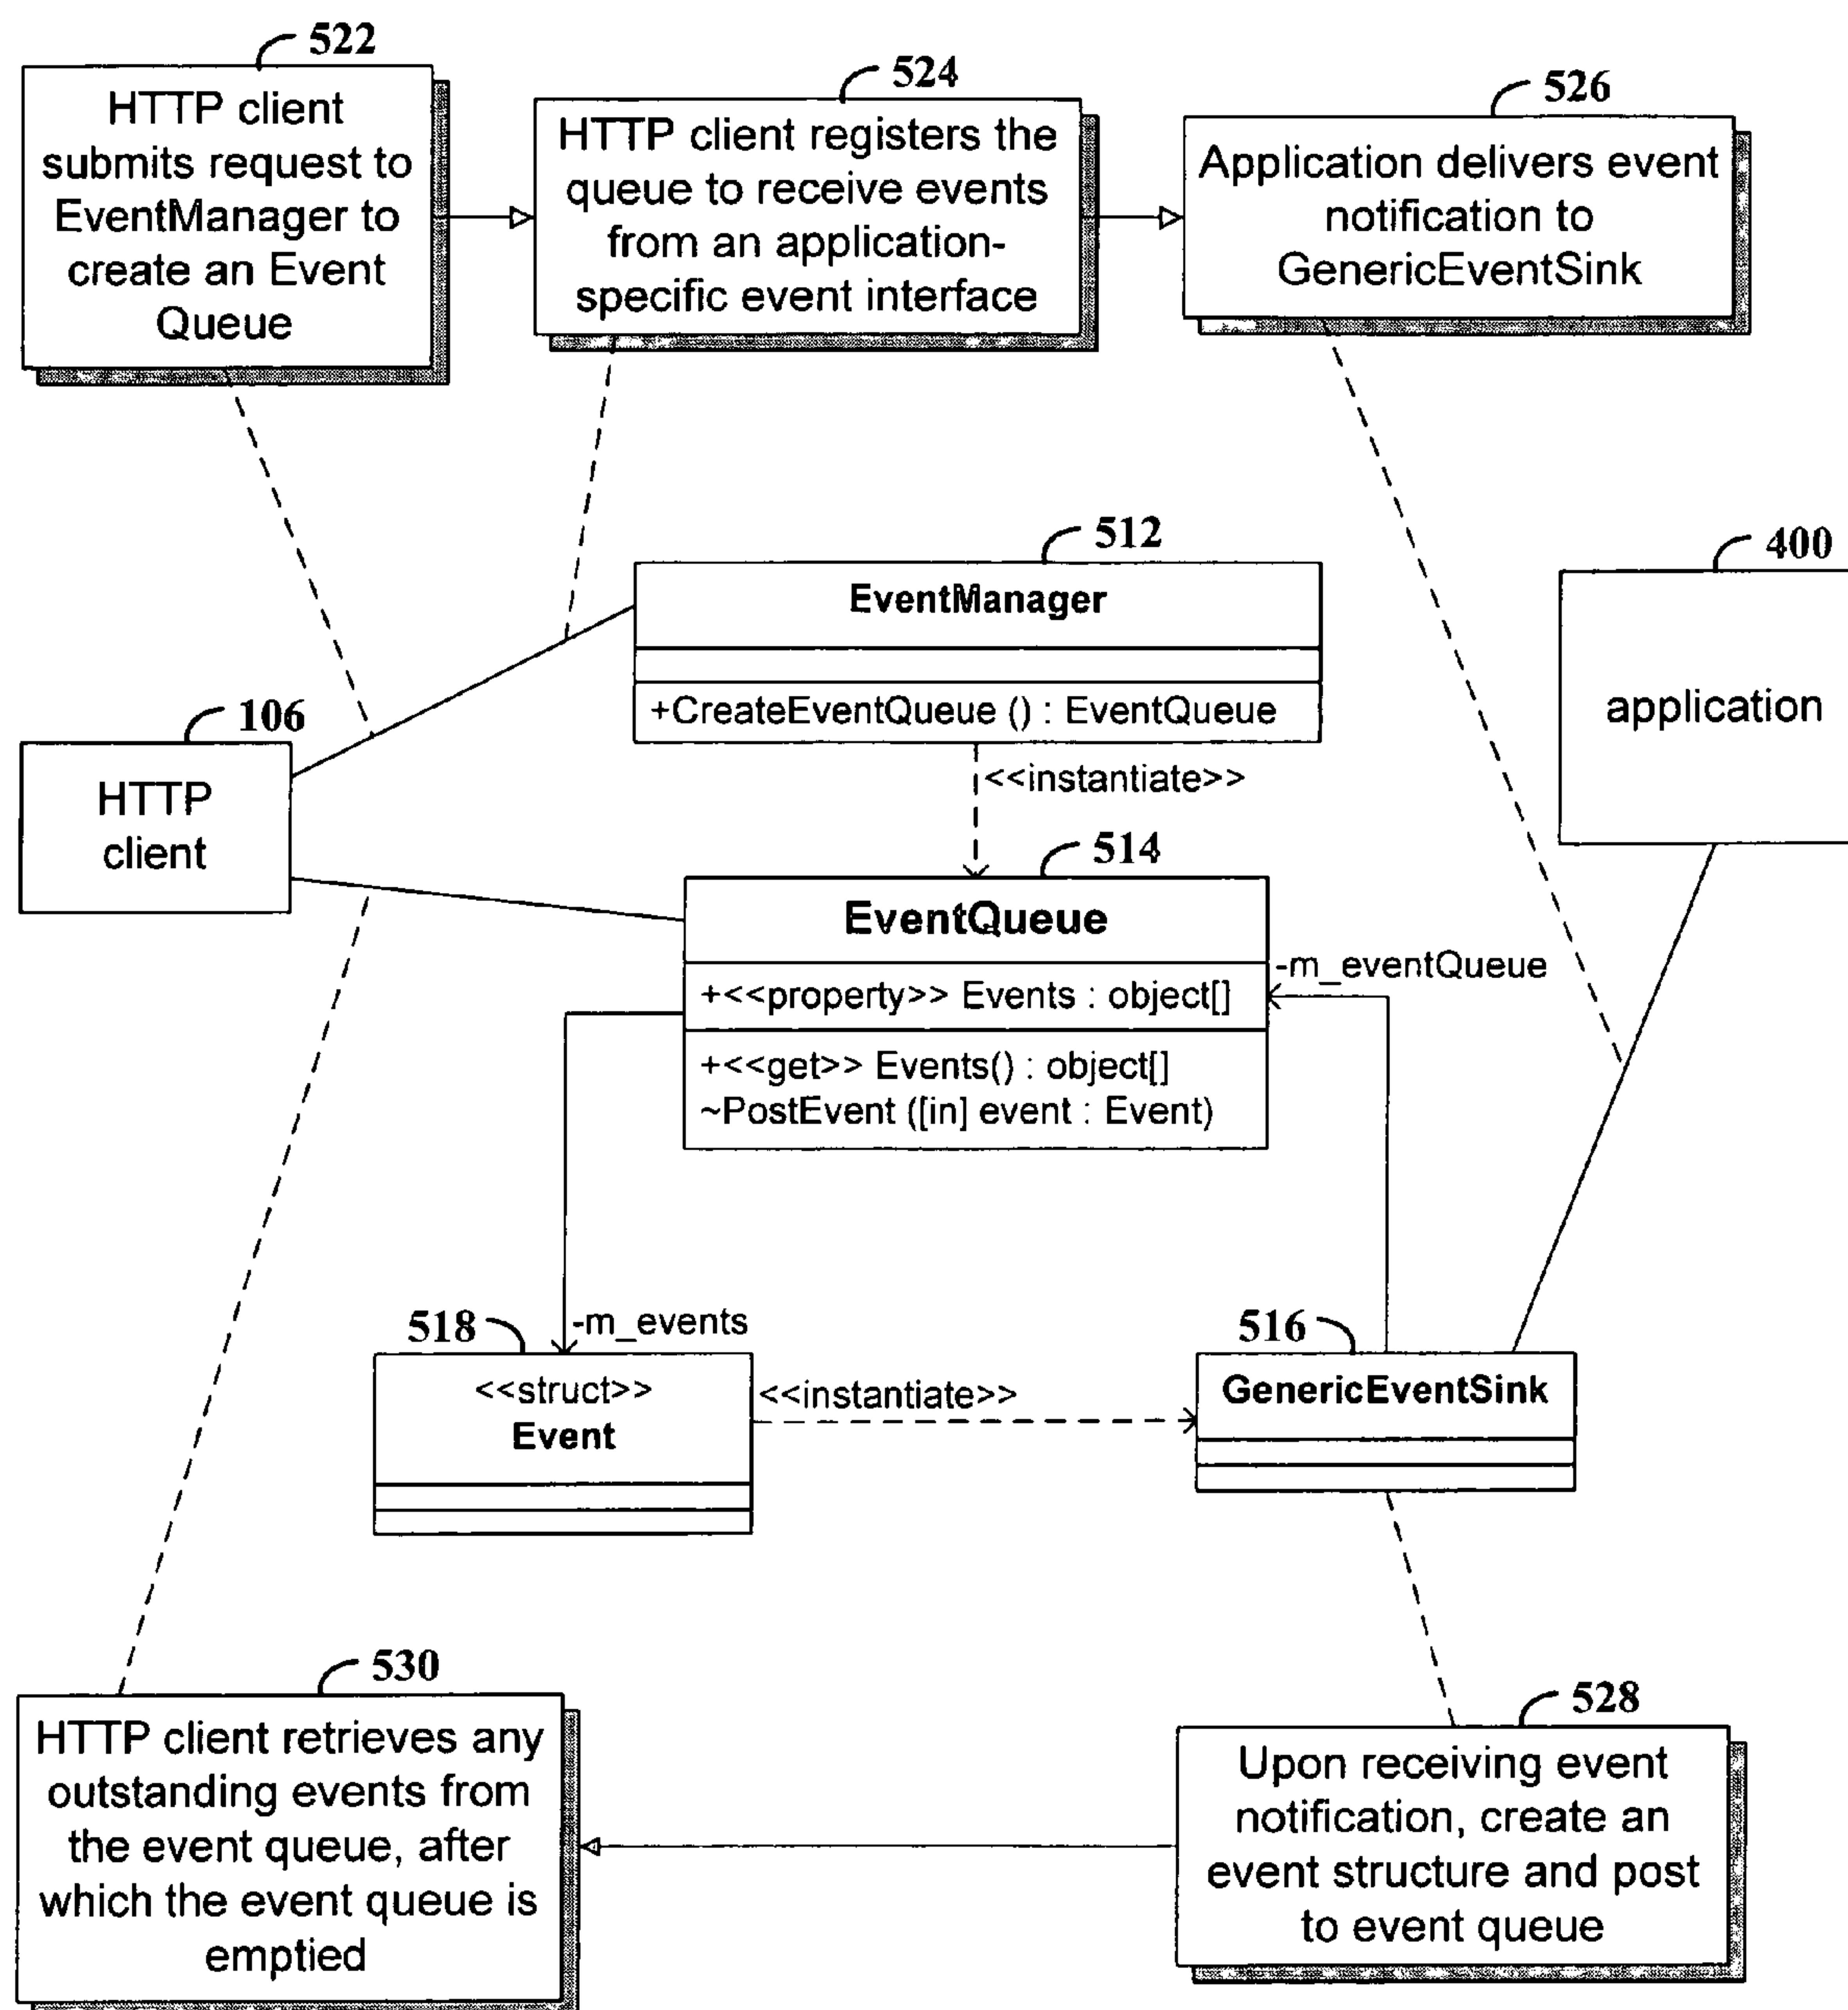 522
HTTP client
submits request to
EventManager to
create an Event
Queue
524
HTTP client registers the
queue to receive events
from an application-
specific event interface
526
Application delivers event
notification to
GenericEventSink
512
EventManager
+CreateEventQueue () : EventQueue
400
application
106
HTTP
client
<<instantiate>>
514
EventQueue
+<<property>> Events : object[]
+<<get>> Events() : object[]
~PostEvent ([in] event : Event)
-m_eventQueue
518
-m_events
<<struct>>
Event
<<instantiate>>
516
GenericEventSink
530
HTTP client retrieves any
outstanding events from
the event queue, after
which the event queue is
emptied
528
Upon receiving event
notification, create an
event structure and post
to event queue